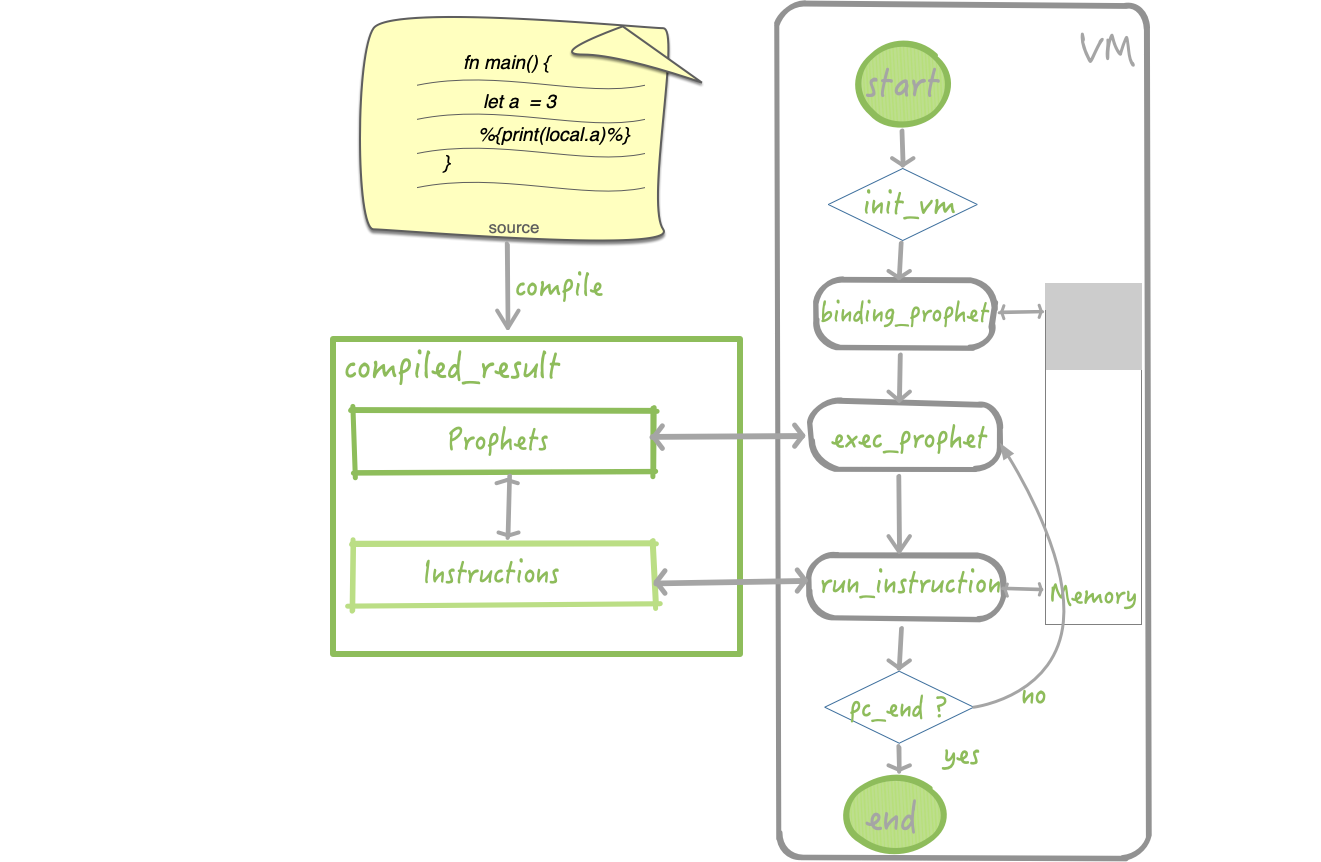 fn main() {
let a = 3
%{print(local.a)%}
}
source
compile
compiled_result
Prophets
Instructions
VM
start
init_vm
binding_prophet
exec_prophet
run_instruction
Memory
pc_end ?
no
yes
end